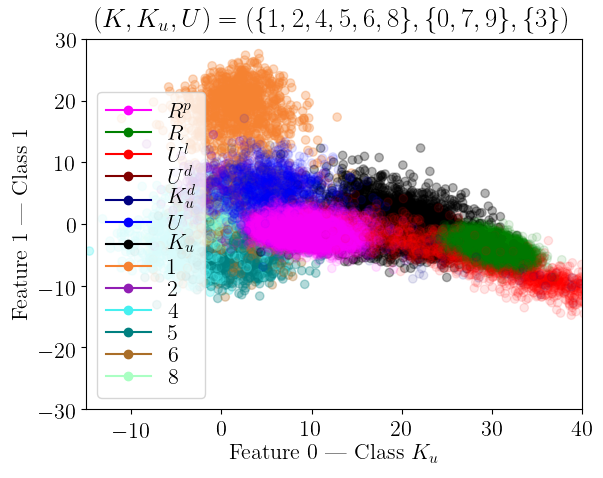 (K, K_u, U) = ({1, 2, 4, 5, 6, 8}, {0, 7, 9}, {3})
30
20
10
0
−10
−20
−30
Feature 1 — Class 1
R^p
R
U^l
U^d
K_u^d
U
K_u
1
2
4
5
6
8
−10
0
10
20
30
40
Feature 0 — Class K_u